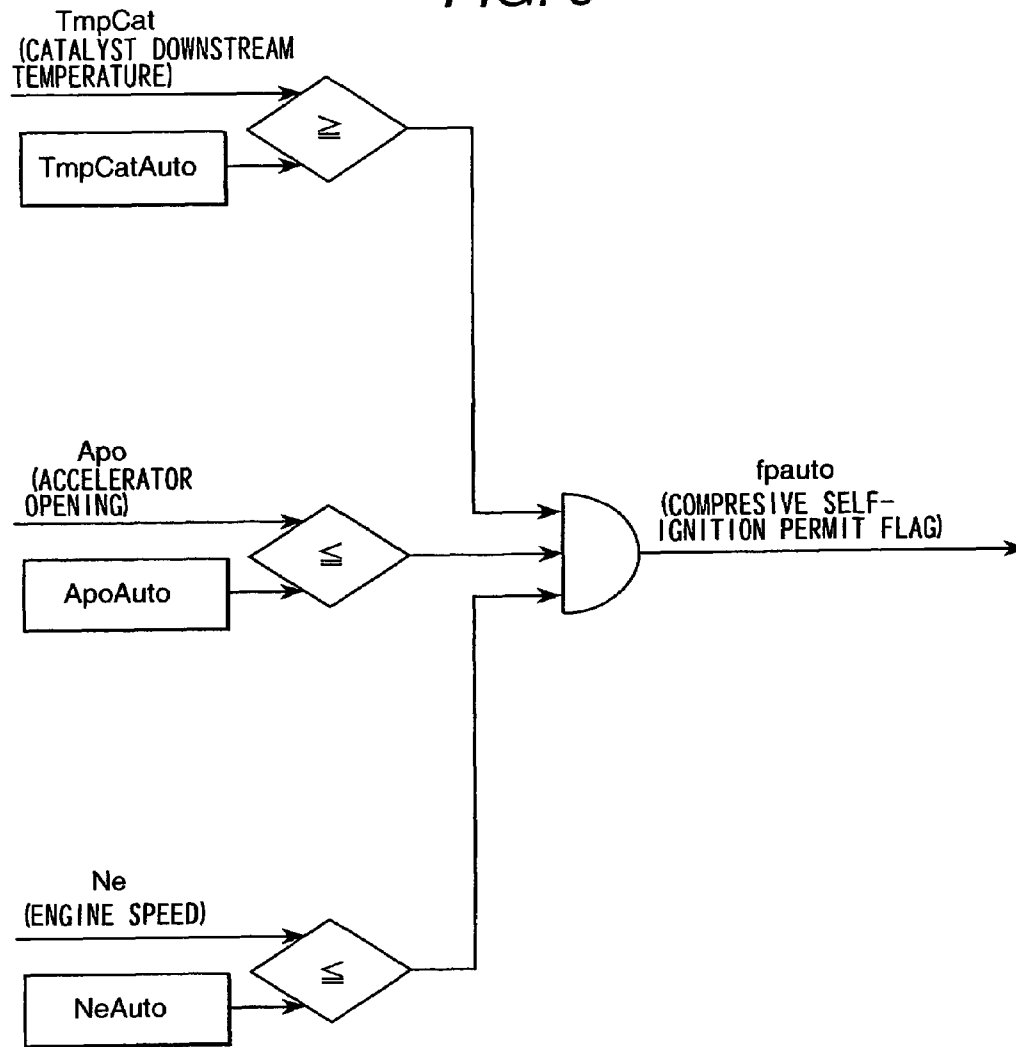 TmpCat
(CATALYST DOWNSTREAM
TEMPERATURE)
≧
TmpCatAuto
Apo
(ACCELERATOR
OPENING)
≦
ApoAuto
fpauto
(COMPRESIVE SELF-
IGNITION PERMIT FLAG)
Ne
(ENGINE SPEED)
≦
NeAuto